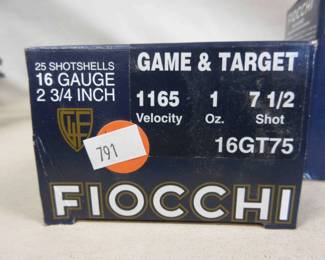 25 SHOTSHELLS
16 GAUGE
2 3/4 INCH
GAME & TARGET
1165 1 7 1/2
Velocity Oz. Shot
16GT75
791
FIOCCHI
FIOCCHI